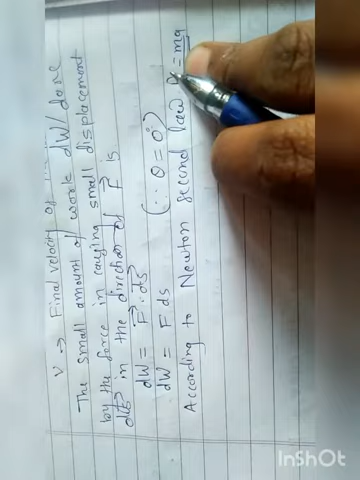 v → Final velocity of
The small amount of work dW/done
by the force in carrying small displacement
ds in the direction of F is
dW = F · ds
dW = F ds (∵ θ = 0°)
According to Newton second law = ma
InShOt